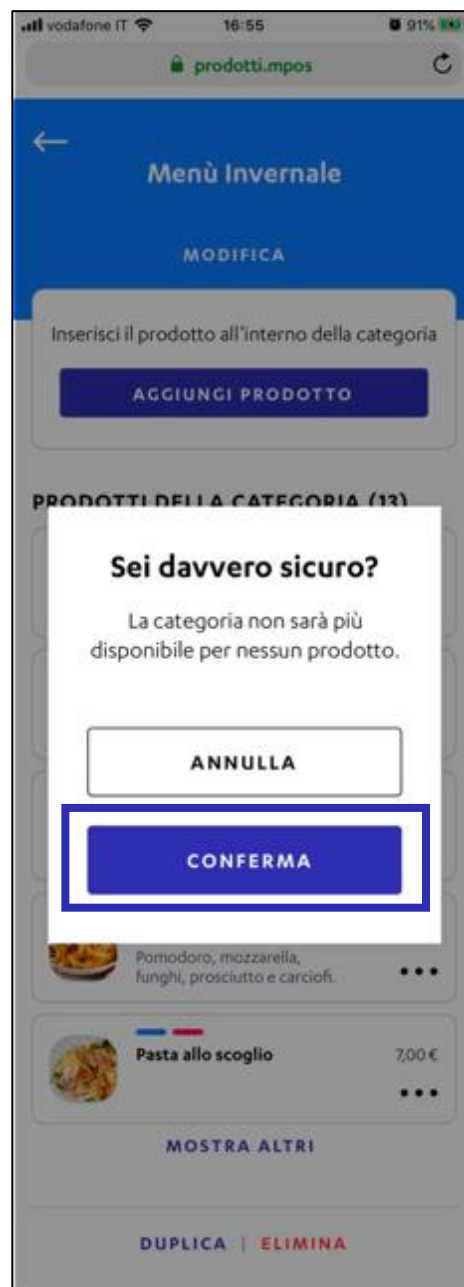 vodafone IT
16:55
91%
prodotti.mpos
Menù Invernale
MODIFICA
Inserisci il prodotto all'interno della categoria
AGGIUNGI PRODOTTO
PRODOTTI DELLA CATEGORIA (13)
Sei davvero sicuro?
La categoria non sarà più
disponibile per nessun prodotto.
ANNULLA
CONFERMA
Pomodoro, mozzarella,
funghi, prosciutto e carciofi.
Pasta allo scoglio
7,00 €
MOSTRA ALTRI
DUPLICA | ELIMINA